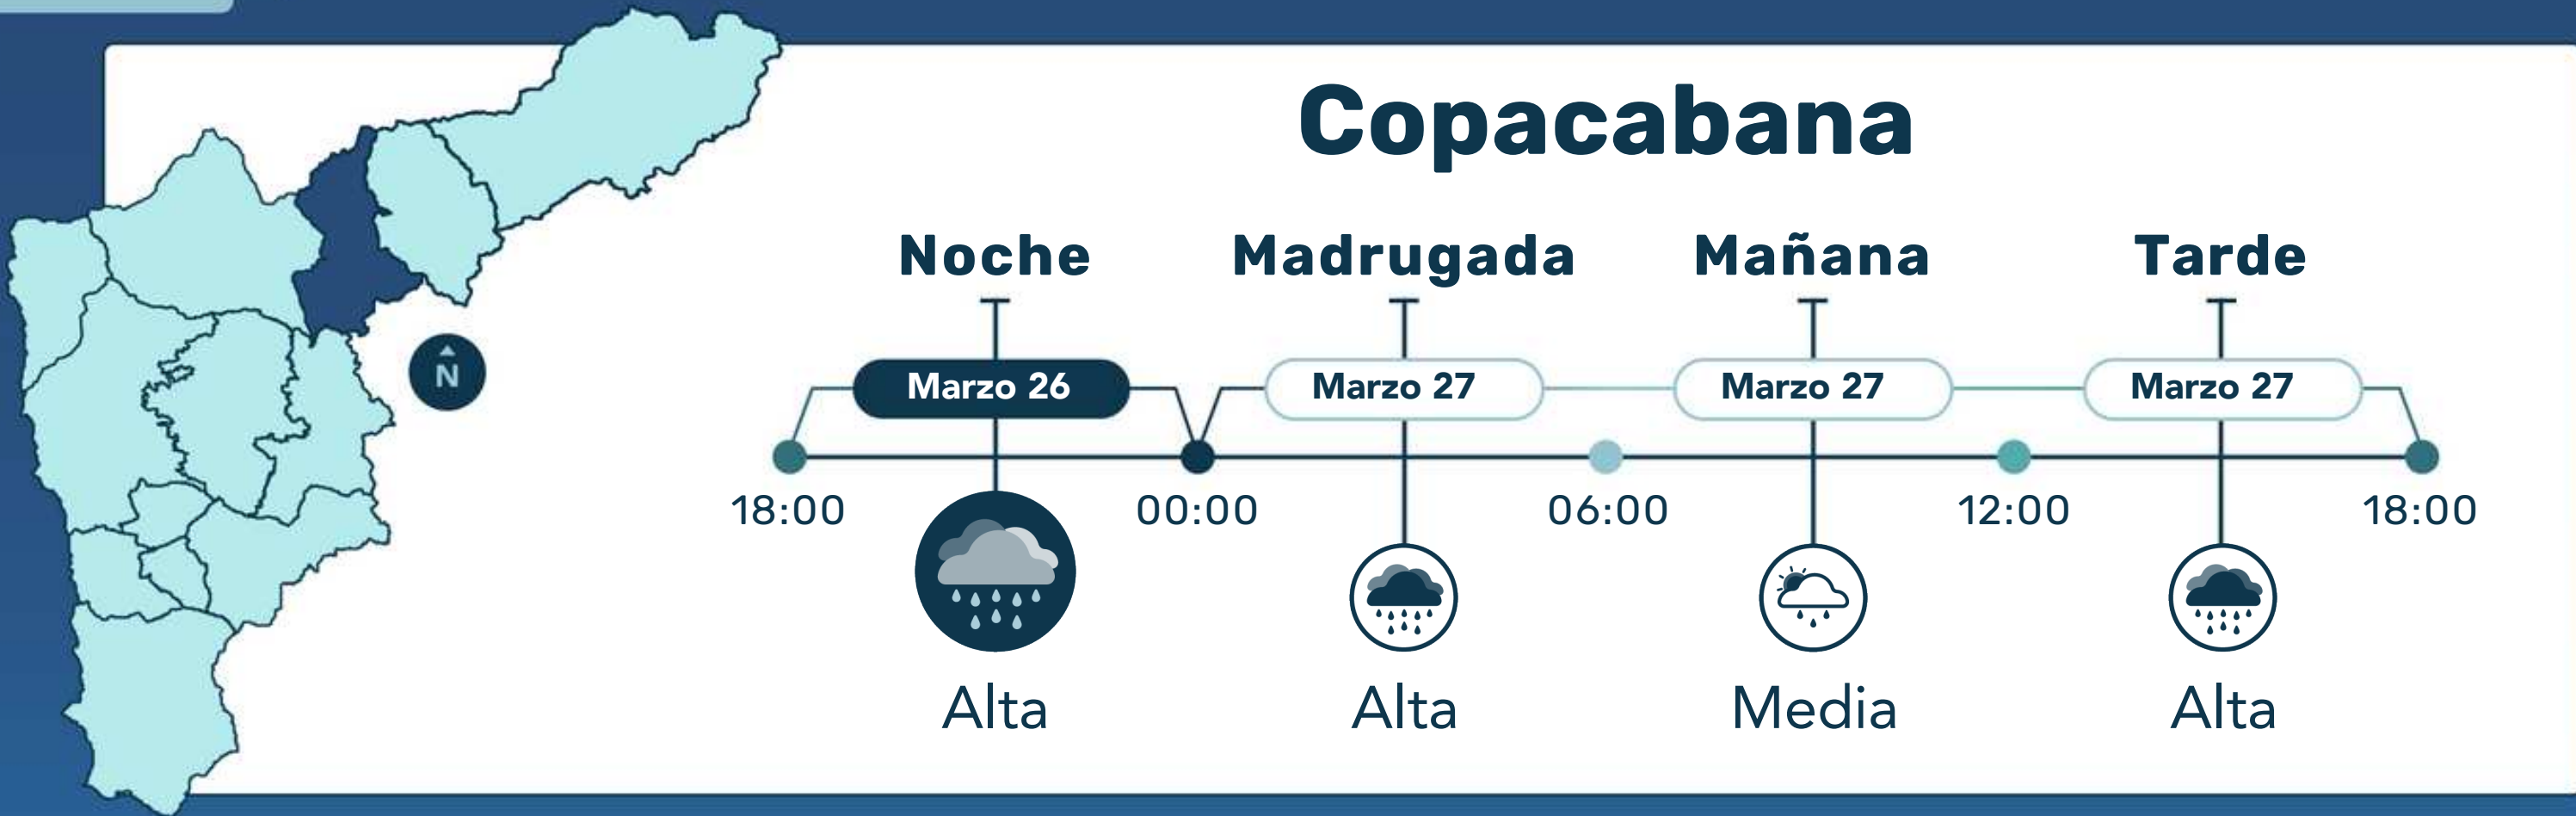 Copacabana
Noche Madrugada Mañana Tarde
Marzo 26 Marzo 27 Marzo 27 Marzo 27
N
18:00 00:00 06:00 12:00 18:00
Alta Alta Media Alta